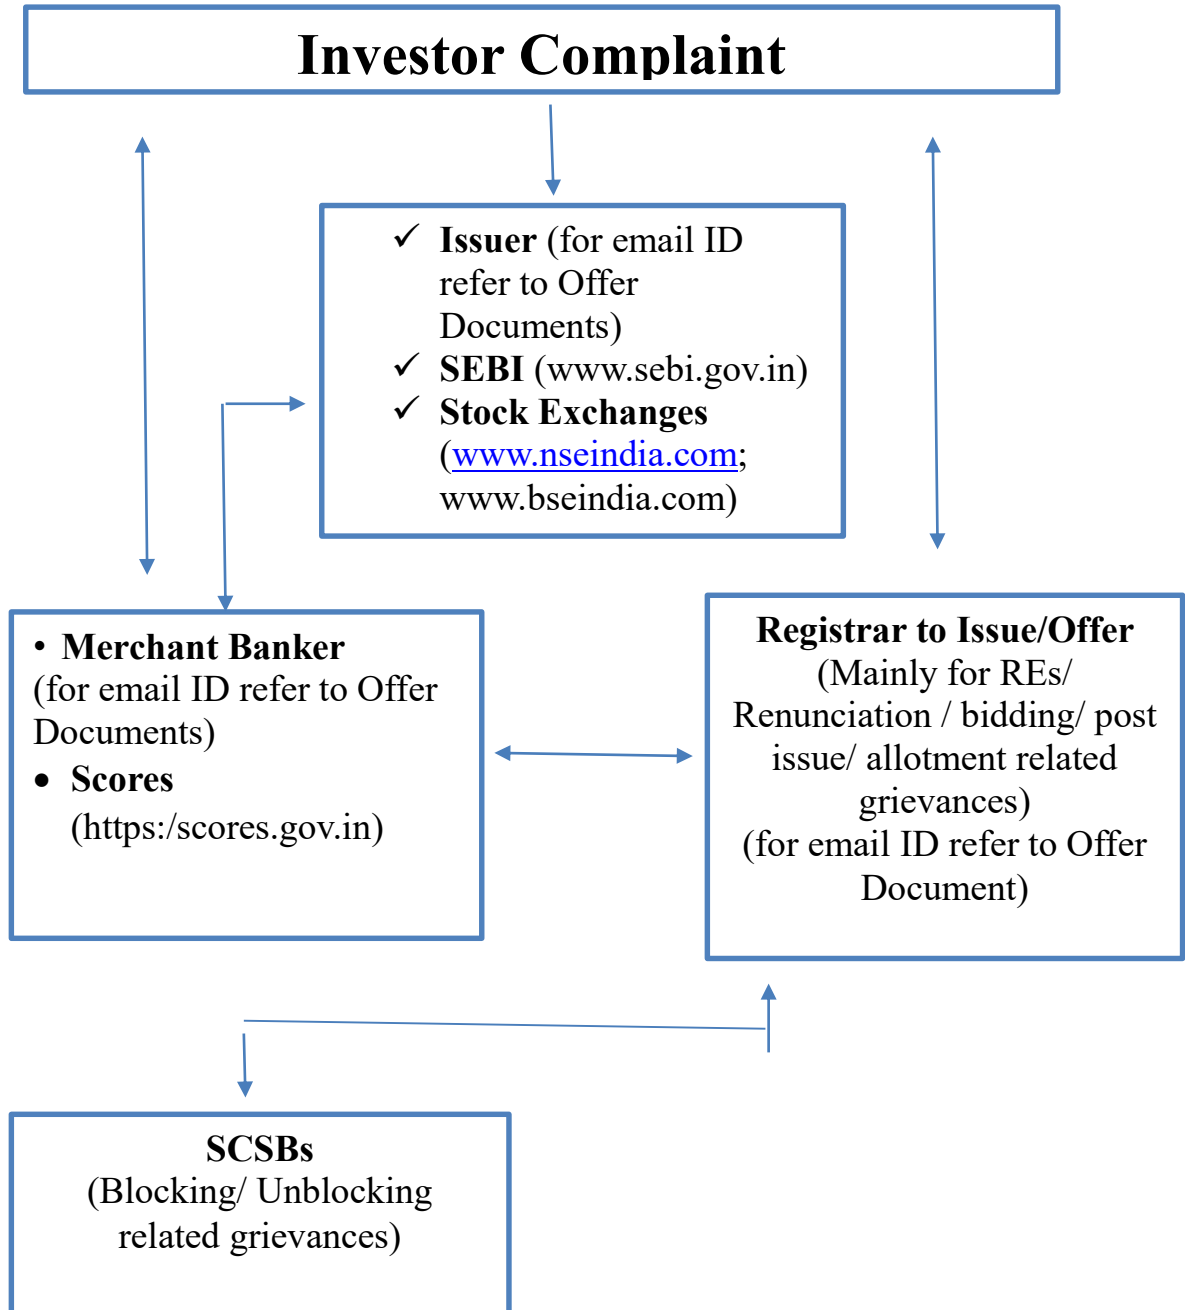 Investor Complaint
✓ Issuer (for email ID
refer to Offer
Documents)
✓ SEBI (www.sebi.gov.in)
✓ Stock Exchanges
(www.nseindia.com;
www.bseindia.com)
• Merchant Banker
(for email ID refer to Offer
Documents)
• Scores
(https:/scores.gov.in)
Registrar to Issue/Offer
(Mainly for REs/
Renunciation / bidding/ post
issue/ allotment related
grievances)
(for email ID refer to Offer
Document)
SCSBs
(Blocking/ Unblocking
related grievances)